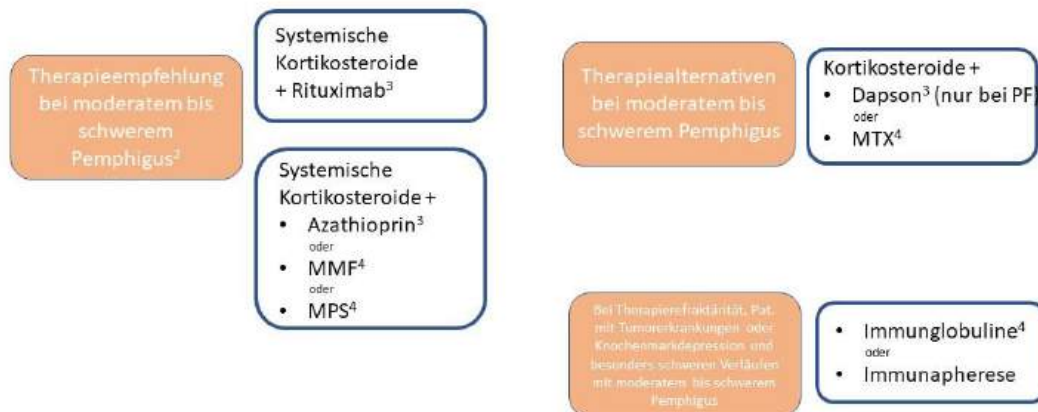 Therapieempfehlung
bei moderatem bis
schwerem
Pemphigus²
Systemische
Kortikosteroide
+ Rituximab³
Systemische
Kortikosteroide +
• Azathioprin³
oder
• MMF⁴
oder
• MPS⁴
Therapiealternativen
bei moderatem bis
schwerem Pemphigus
Kortikosteroide +
• Dapson³ (nur bei PF)
oder
• MTX⁴
Bei Therapierefraktärität, Pat.
mit Tumorerkrankungen oder
Knochenmarkdepression und
besonders schweren Verläufen
mit moderatem bis schwerem
Pemphigus
• Immunglobuline⁴
oder
• Immunapherese